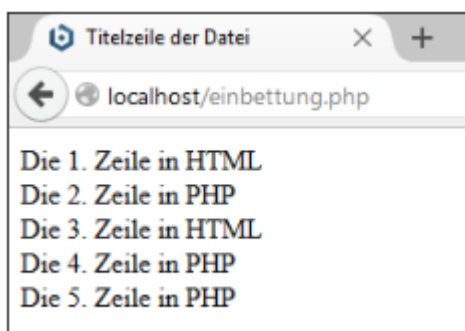 Titelzeile der Datei
localhost/einbettung.php
Die 1. Zeile in HTML
Die 2. Zeile in PHP
Die 3. Zeile in HTML
Die 4. Zeile in PHP
Die 5. Zeile in PHP